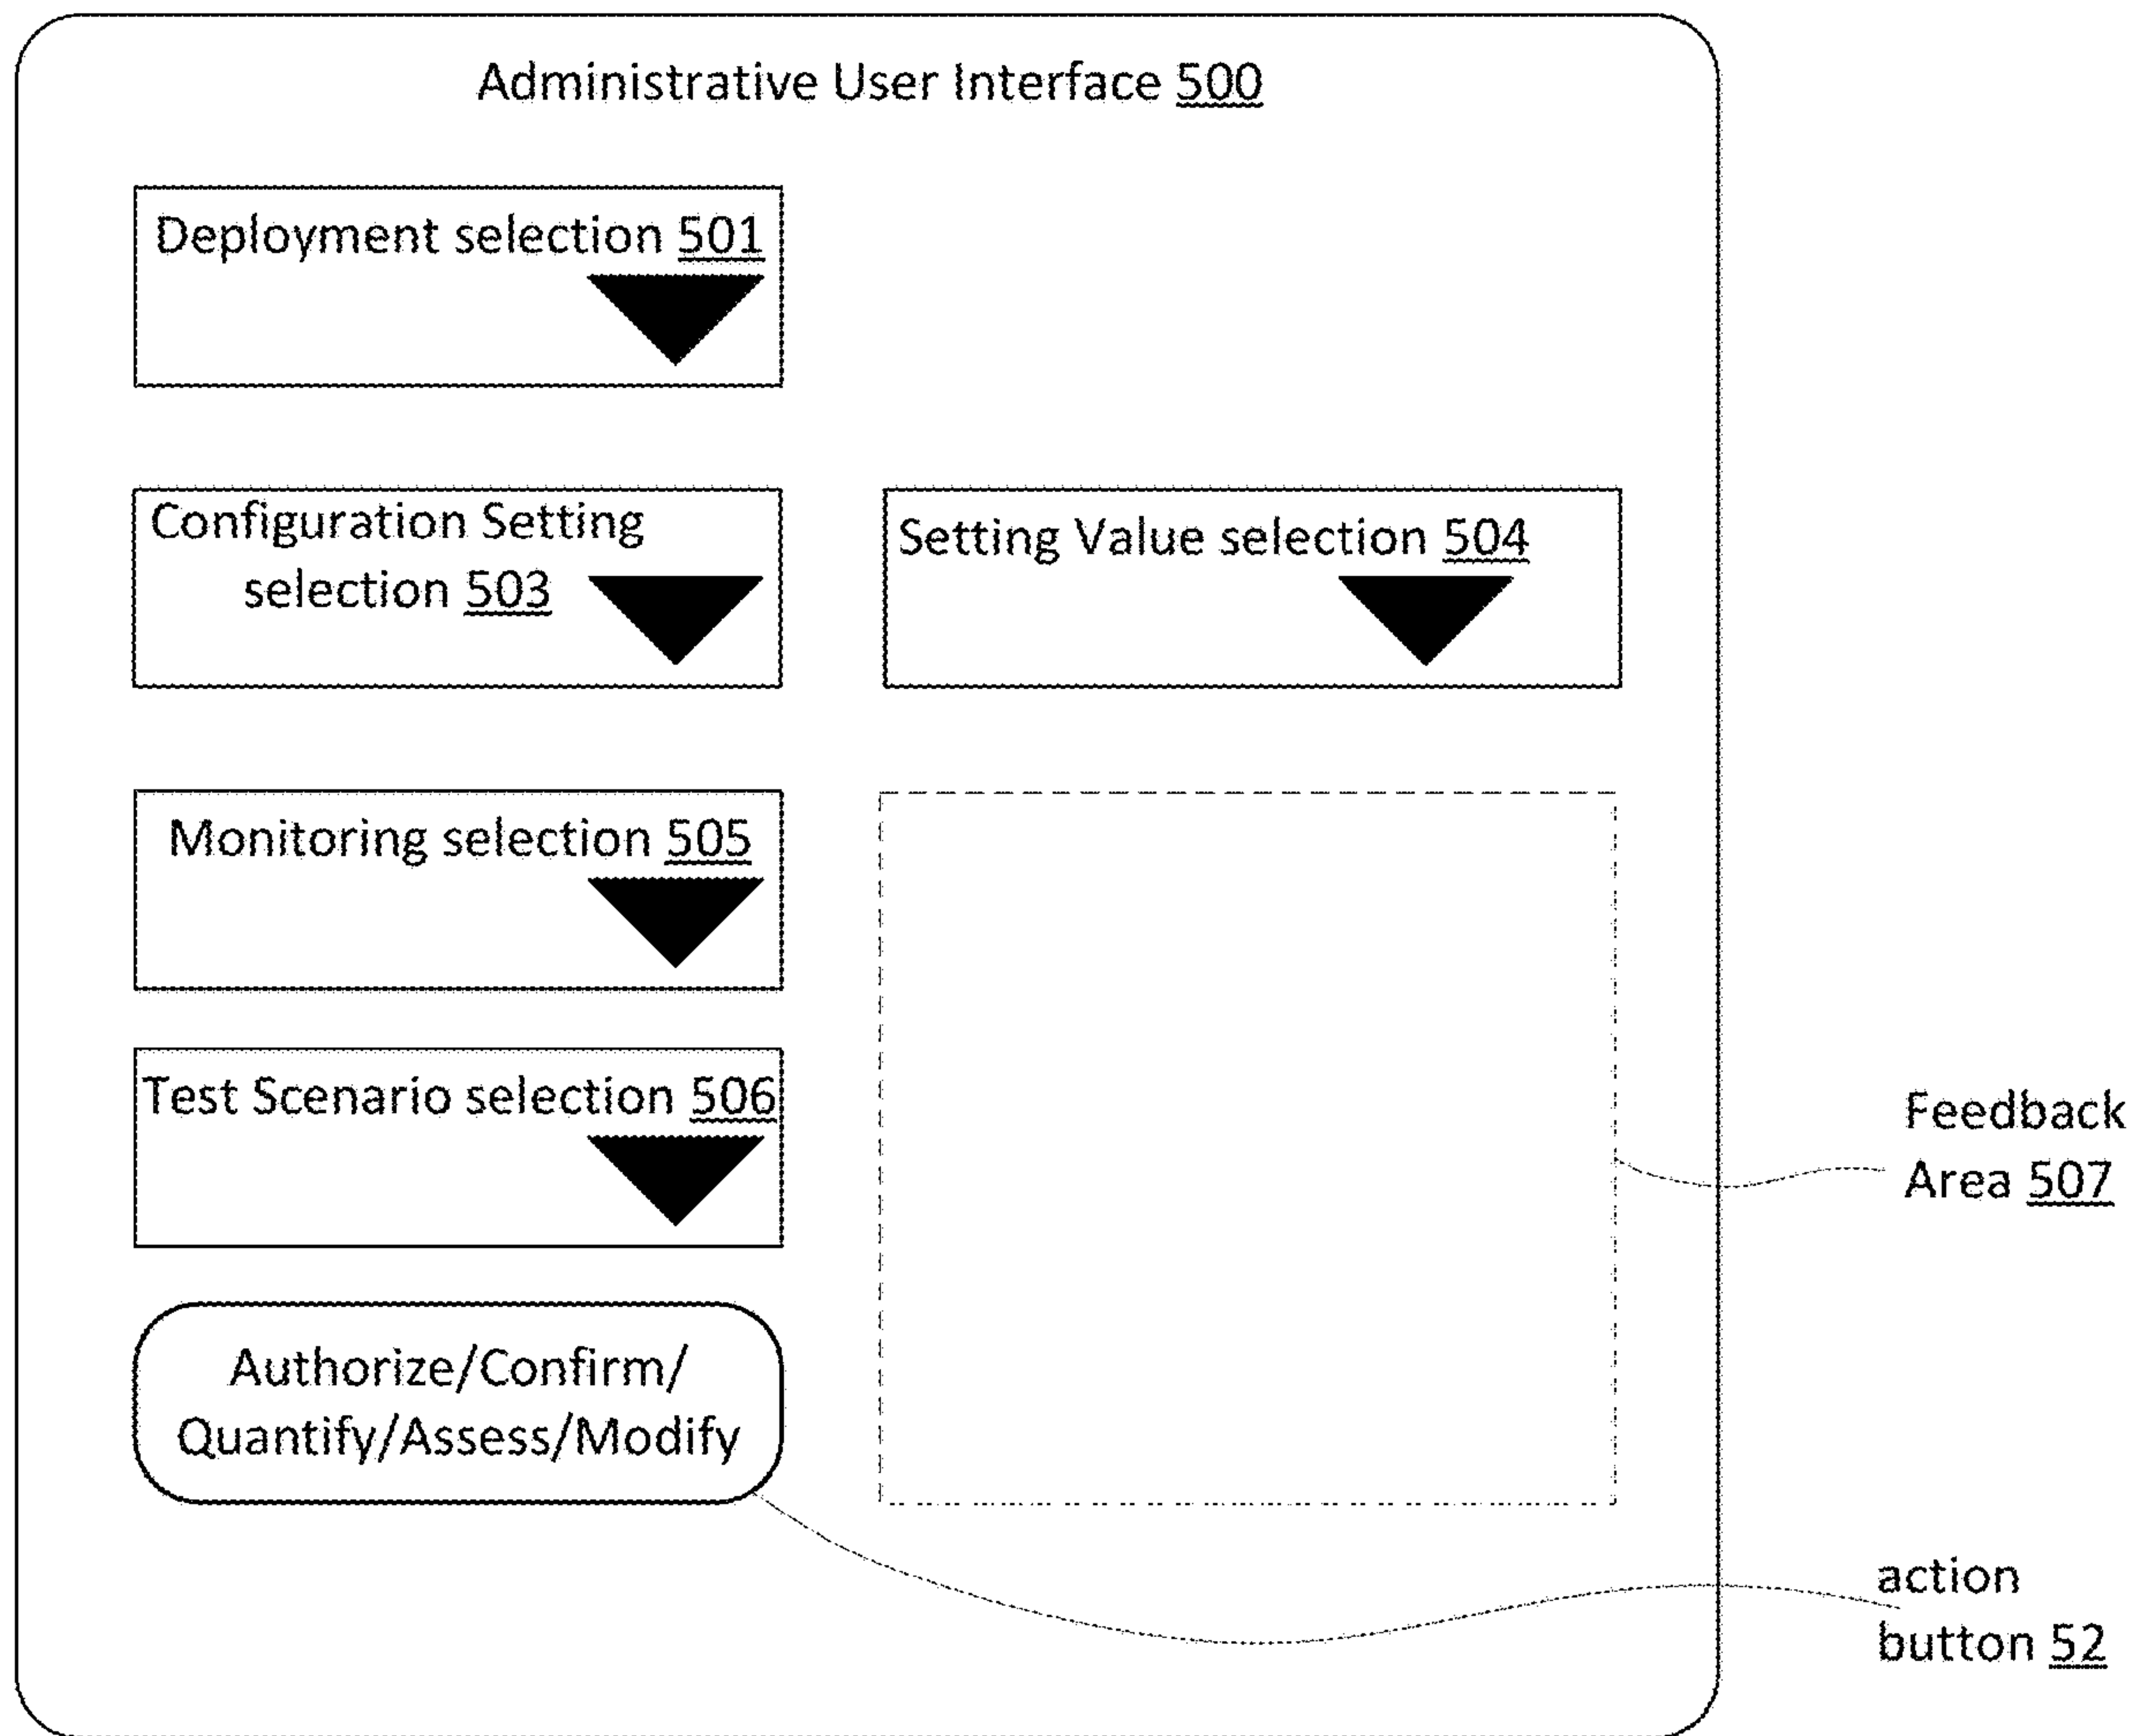 Administrative User Interface 500
Deployment selection 501
Configuration Setting
selection 503
Setting Value selection 504
Monitoring selection 505
Test Scenario selection 506
Feedback
Area 507
Authorize/Confirm/
Quantify/Assess/Modify
action
button 52